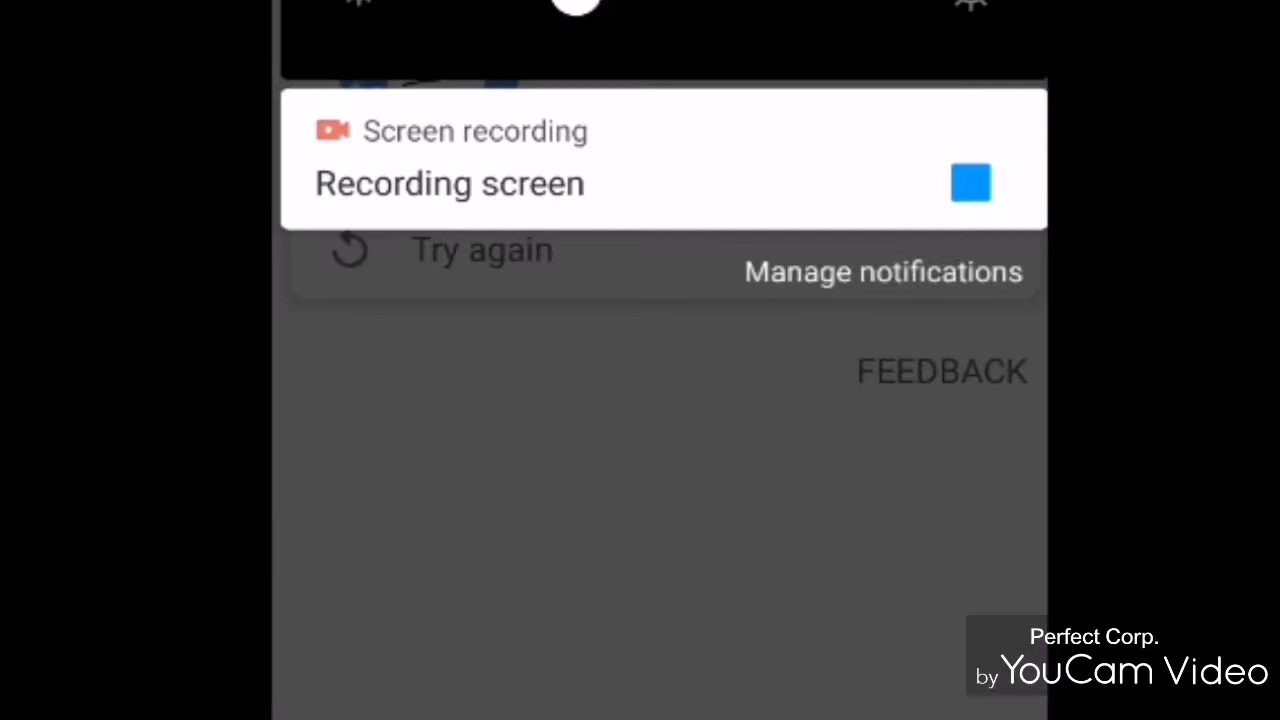 Screen recording
Recording screen
Try again
Manage notifications
FEEDBACK
Perfect Corp.
by YouCam Video